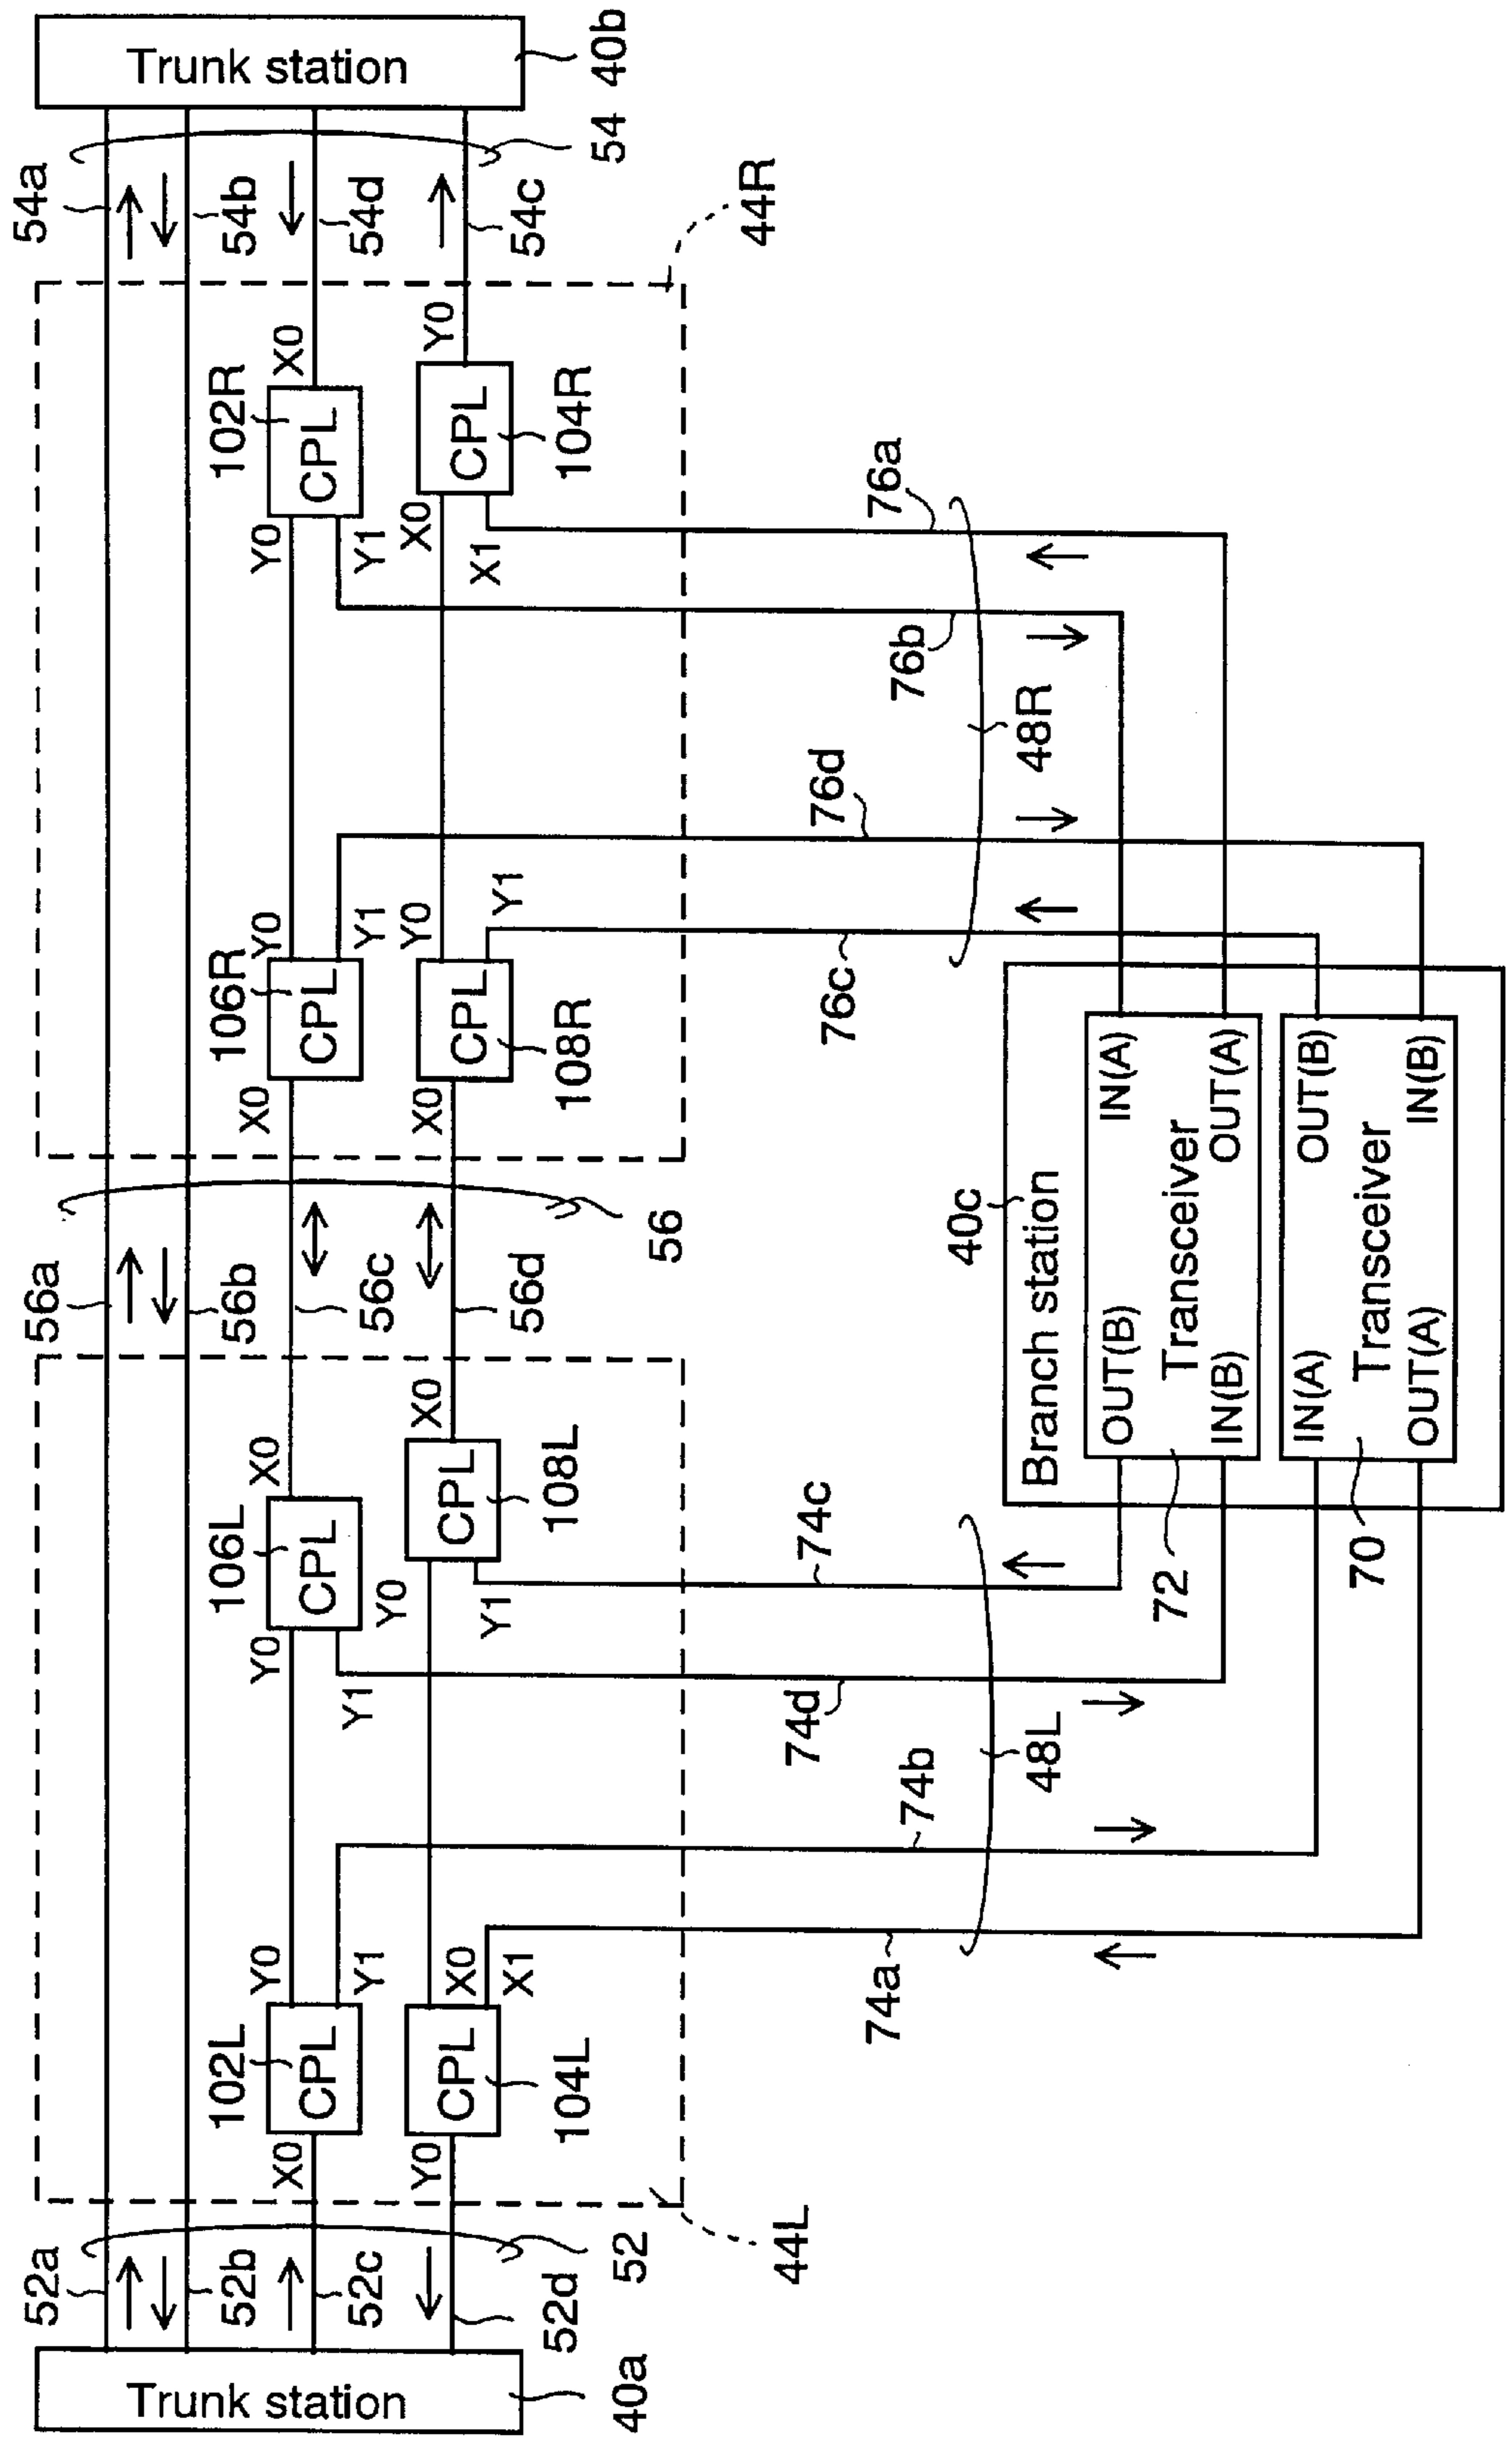 Trunk station
40a
52a
52b
52c
52d
52
44L
X0
102L
CPL
Y0
Y1
Y0
CPL
104L
X0
X1
Y0
Y1
106L
CPL
X0
Y0
Y1
CPL
108L
X0
56a
56b
56c
56d
56
X0
106R
CPL
Y0
Y1
X0
CPL
108R
Y0
Y1
Y0
Y1
102R
CPL
X0
X0
X1
CPL
104R
Y0
44R
54a
54b
54d
54c
54
Trunk station
40b
74a
74b
74d
74c
48L
76c
76d
76b
76a
48R
40c
Branch station
OUT(B)
IN(A)
Transceiver
IN(B)
OUT(A)
72
IN(A)
OUT(B)
Transceiver
OUT(A)
IN(B)
70